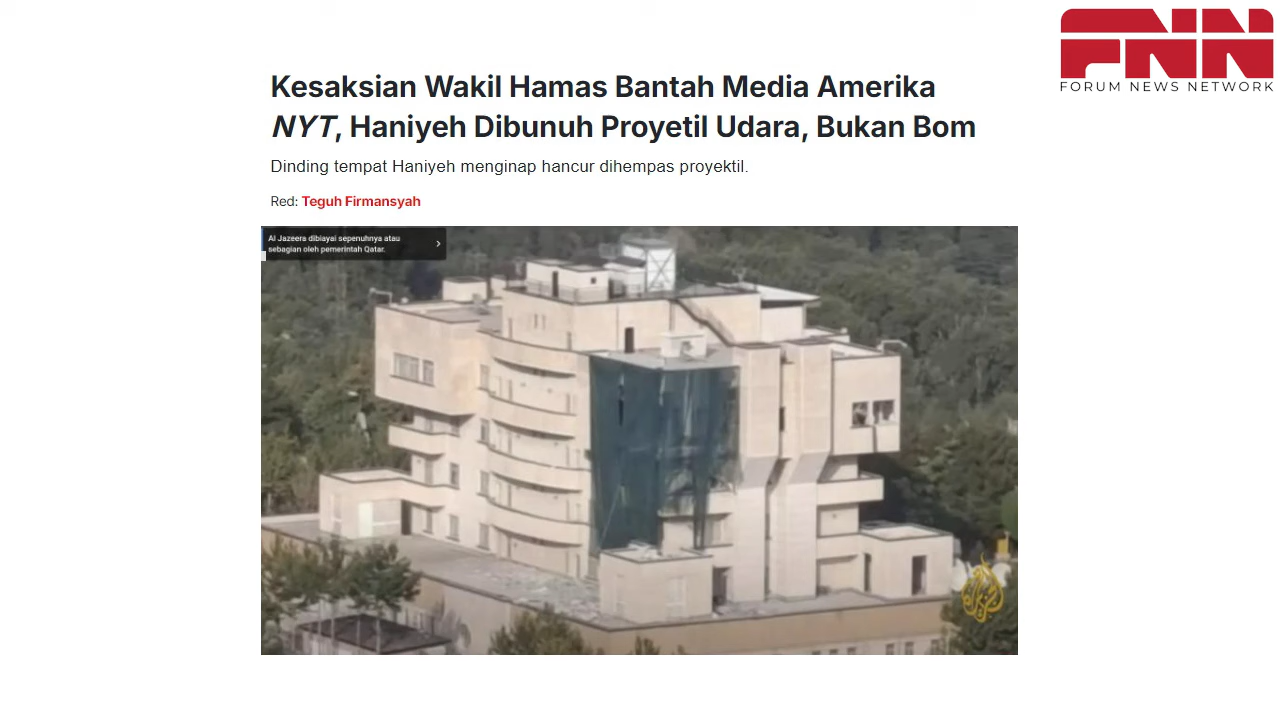 FNN
FORUM NEWS NETWORK
Kesaksian Wakil Hamas Bantah Media Amerika
NYT, Haniyeh Dibunuh Proyetil Udara, Bukan Bom
Dinding tempat Haniyeh menginap hancur dihempas proyektil.
Red: Teguh Firmansyah
Al Jazeera dibiayai sepenuhnya atau
sebagian oleh pemerintah Qatar.